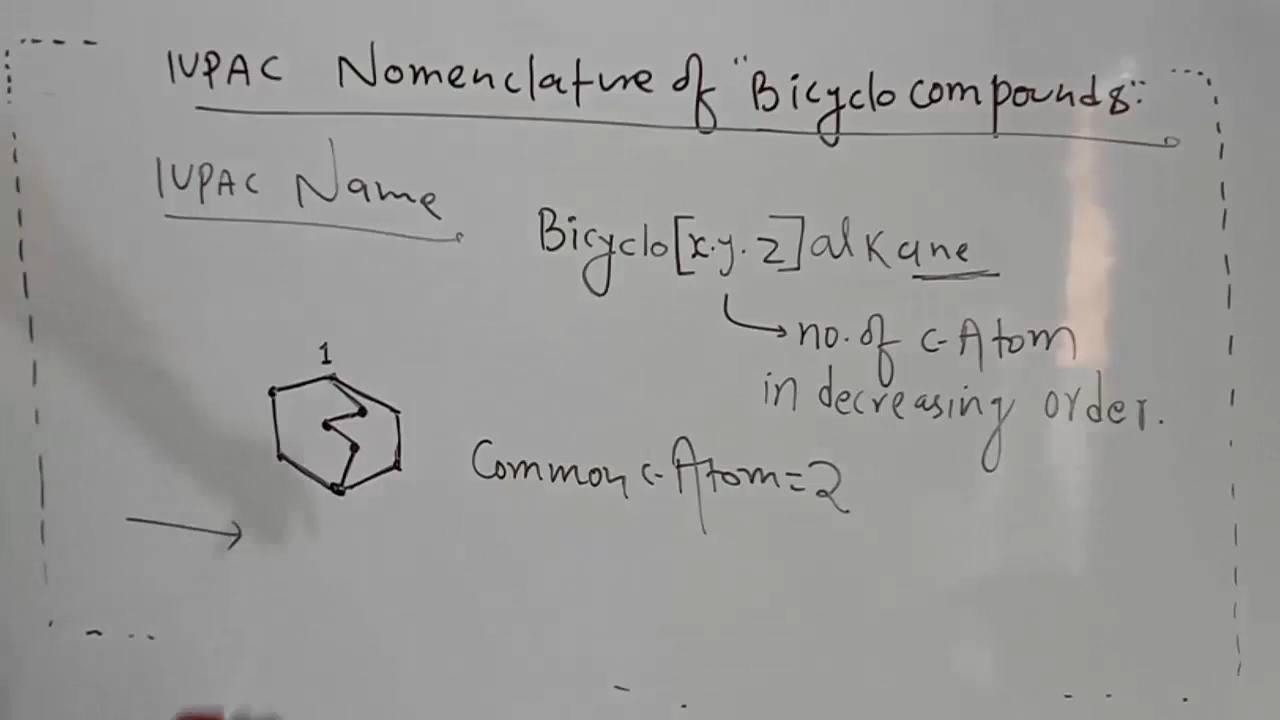 IUPAC Nomenclature of "Bicyclo compounds".
IUPAC Name
Bicyclo[x.y.z]alkane
no. of C-Atom
in decreasing order.
1
Common C-Atom=2